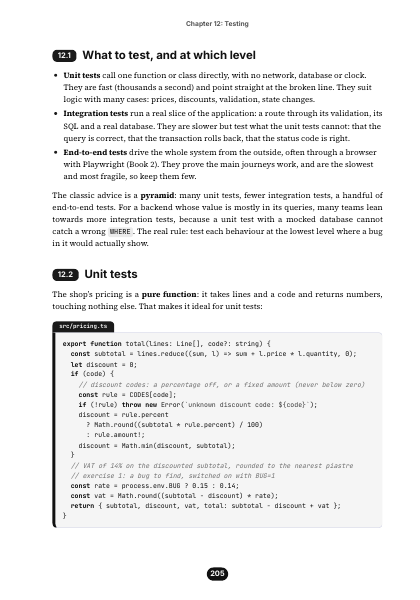 Chapter 12: Testing
12.1 What to test, and at which level
• Unit tests call one function or class directly, with no network, database or clock.
They are fast (thousands a second) and point straight at the broken line. They suit
logic with many cases: prices, discounts, validation, state changes.
• Integration tests run a real slice of the application: a route through its validation, its
SQL and a real database. They are slower but test what the unit tests cannot: that the
query is correct, that the transaction rolls back, that the status code is right.
• End-to-end tests drive the whole system from the outside, often through a browser
with Playwright (Book 2). They prove the main journeys work, and are the slowest
and most fragile, so keep them few.
The classic advice is a pyramid: many unit tests, fewer integration tests, a handful of
end-to-end tests. For a backend whose value is mostly in its queries, many teams lean
towards more integration tests, because a unit test with a mocked database cannot
catch a wrong WHERE. The real rule: test each behaviour at the lowest level where a bug
in it would actually show.
12.2 Unit tests
The shop's pricing is a pure function: it takes lines and a code and returns numbers,
touching nothing else. That makes it ideal for unit tests:
src/pricing.ts
export function total(lines: Line[], code?: string) {
const subtotal = lines.reduce((sum, l) => sum + l.price * l.quantity, 0);
let discount = 0;
if (code) {
// discount codes: a percentage off, or a fixed amount (never below zero)
const rule = CODES[code];
if (!rule) throw new Error(`unknown discount code: ${code}`);
discount = rule.percent
? Math.round((subtotal * rule.percent) / 100)
: rule.amount!;
discount = Math.min(discount, subtotal);
}
// VAT of 14% on the discounted subtotal, rounded to the nearest piastre
// exercise 1: a bug to find, switched on with BUG=1
const rate = process.env.BUG ? 0.15 : 0.14;
const vat = Math.round((subtotal - discount) * rate);
return { subtotal, discount, vat, total: subtotal - discount + vat };
}
205